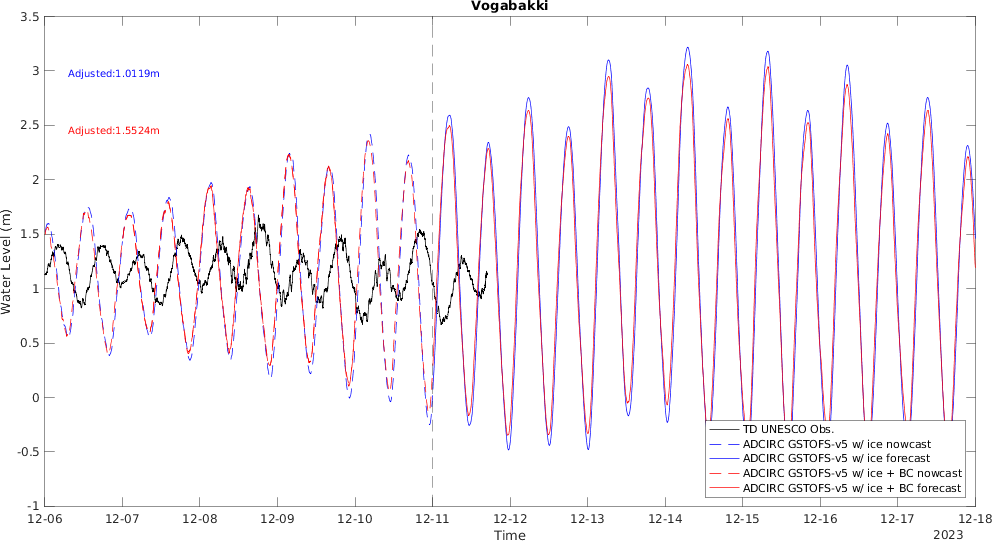 Vogabakki
3.5
3
2.5
2
1.5
1
0.5
0
-0.5
-1
Water Level (m)
Adjusted:1.0119m
Adjusted:1.5524m
TD UNESCO Obs.
ADCIRC GSTOFS-v5 w/ ice nowcast
ADCIRC GSTOFS-v5 w/ ice forecast
ADCIRC GSTOFS-v5 w/ ice + BC nowcast
ADCIRC GSTOFS-v5 w/ ice + BC forecast
12-06 12-07 12-08 12-09 12-10 12-11 12-12 12-13 12-14 12-15 12-16 12-17 12-18
Time
2023